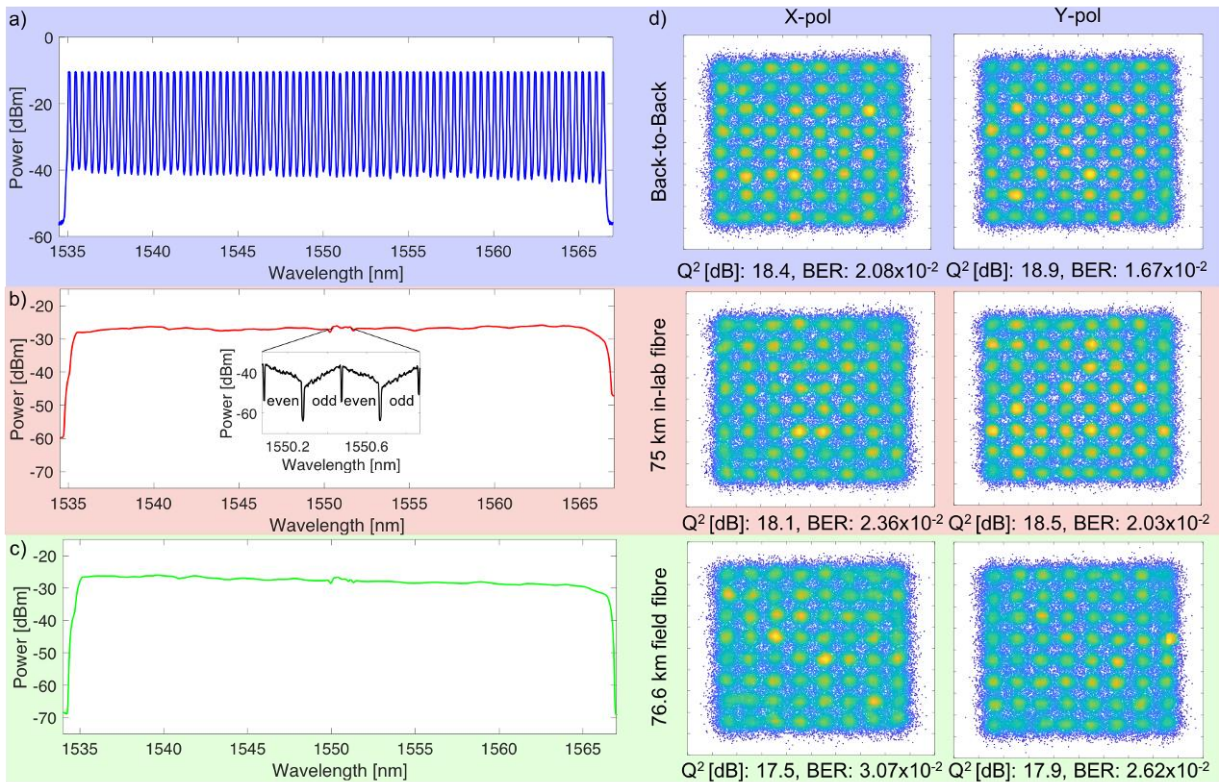 a)
0
-20
-40
-60
Power [dBm]
1535 1540 1545 1550 1555 1560 1565
Wavelength [nm]
b)
-20
-30
-40
-50
-60
-70
Power [dBm]
-40
-60
Power [dBm]
even odd even odd
1550.2 1550.6
Wavelength [nm]
1535 1540 1545 1550 1555 1560 1565
Wavelength [nm]
c)
-20
-30
-40
-50
-60
-70
Power [dBm]
1535 1540 1545 1550 1555 1560 1565
Wavelength [nm]
d)
X-pol Y-pol
Back-to-Back
Q² [dB]: 18.4, BER: 2.08x10⁻² Q² [dB]: 18.9, BER: 1.67x10⁻²
75 km in-lab fibre
Q² [dB]: 18.1, BER: 2.36x10⁻² Q² [dB]: 18.5, BER: 2.03x10⁻²
76.6 km field fibre
Q² [dB]: 17.5, BER: 3.07x10⁻² Q² [dB]: 17.9, BER: 2.62x10⁻²